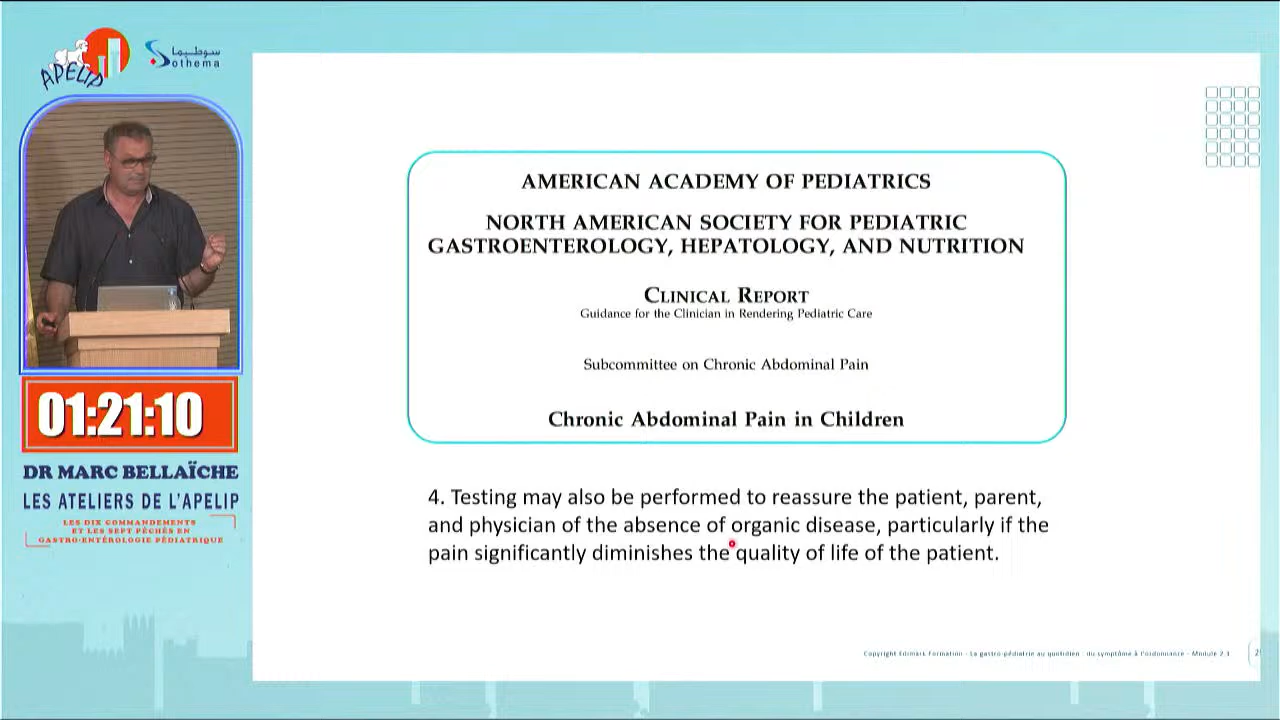 APELIP
سوطيما
Sothema
01:21:10
DR MARC BELLAÏCHE
LES ATELIERS DE L'APELIP
LES DIX COMMANDEMENTS
ET LES SEPT PÉCHÉS EN
GASTRO-ENTÉROLOGIE PÉDIATRIQUE
AMERICAN ACADEMY OF PEDIATRICS
NORTH AMERICAN SOCIETY FOR PEDIATRIC
GASTROENTEROLOGY, HEPATOLOGY, AND NUTRITION
CLINICAL REPORT
Guidance for the Clinician in Rendering Pediatric Care
Subcommittee on Chronic Abdominal Pain
Chronic Abdominal Pain in Children
4. Testing may also be performed to reassure the patient, parent,
and physician of the absence of organic disease, particularly if the
pain significantly diminishes the quality of life of the patient.
Copyright Edimark Formation - La gastro-pédiatrie au quotidien : du symptôme à l'ordonnance - Module 2.1